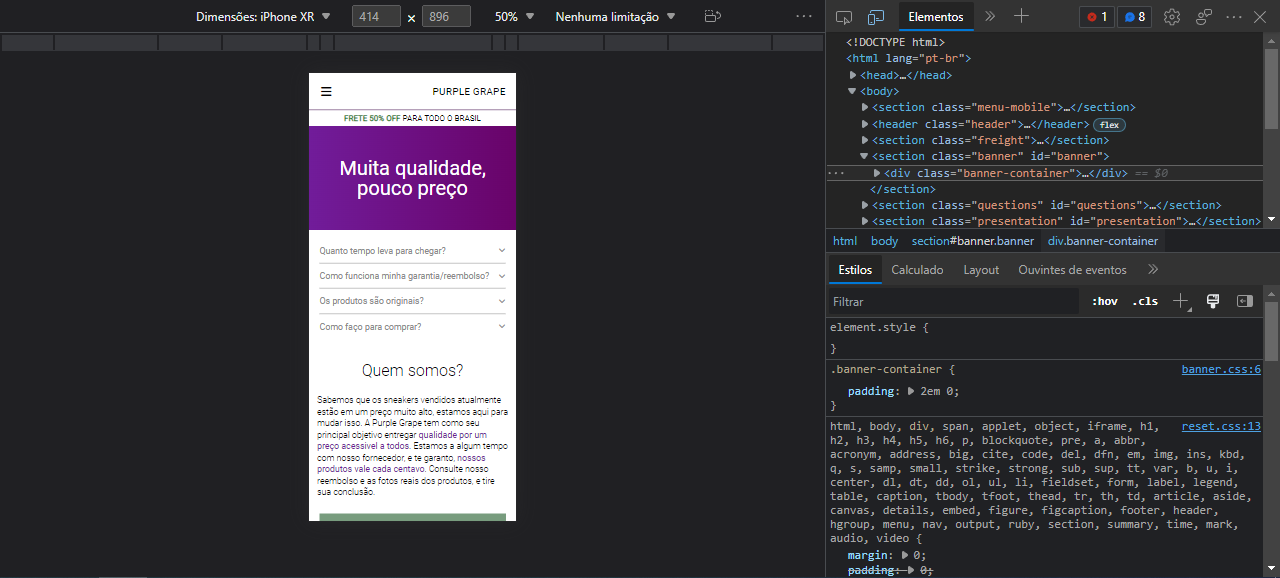 Dimensões: iPhone XR 414 × 896 50% Nenhuma limitação
PURPLE GRAPE
FRETE 50% OFF PARA TODO O BRASIL
Muita qualidade,
pouco preço
Quanto tempo leva para chegar?
Como funciona minha garantia/reembolso?
Os produtos são originais?
Como faço para comprar?
Quem somos?
Sabemos que os sneakers vendidos atualmente
estão em um preço muito alto, estamos aqui para
mudar isso. A Purple Grape tem como seu
principal objetivo entregar qualidade por um
preço acessível a todos. Estamos a algum tempo
com nosso fornecedor, e te garanto, nossos
produtos vale cada centavo. Consulte nosso
reembolso e as fotos reais dos produtos, e tire
sua conclusão.
Elementos 1 8
<!DOCTYPE html>
<html lang="pt-br">
<head>…</head>
<body>
<section class="menu-mobile">…</section>
<header class="header">…</header> flex
<section class="freight">…</section>
<section class="banner" id="banner">
<div class="banner-container">…</div> == $0
</section>
<section class="questions" id="questions">…</section>
<section class="presentation" id="presentation">…</section>
html body section#banner.banner div.banner-container
Estilos Calculado Layout Ouvintes de eventos
Filtrar :hov .cls
element.style {
}
.banner-container { banner.css:6
padding: 2em 0;
}
html, body, div, span, applet, object, iframe, h1, reset.css:13
h2, h3, h4, h5, h6, p, blockquote, pre, a, abbr,
acronym, address, big, cite, code, del, dfn, em, img, ins, kbd,
q, s, samp, small, strike, strong, sub, sup, tt, var, b, u, i,
center, dl, dt, dd, ol, ul, li, fieldset, form, label, legend,
table, caption, tbody, tfoot, thead, tr, th, td, article, aside,
canvas, details, embed, figure, figcaption, footer, header,
hgroup, menu, nav, output, ruby, section, summary, time, mark,
audio, video {
margin: 0;
padding: 0;